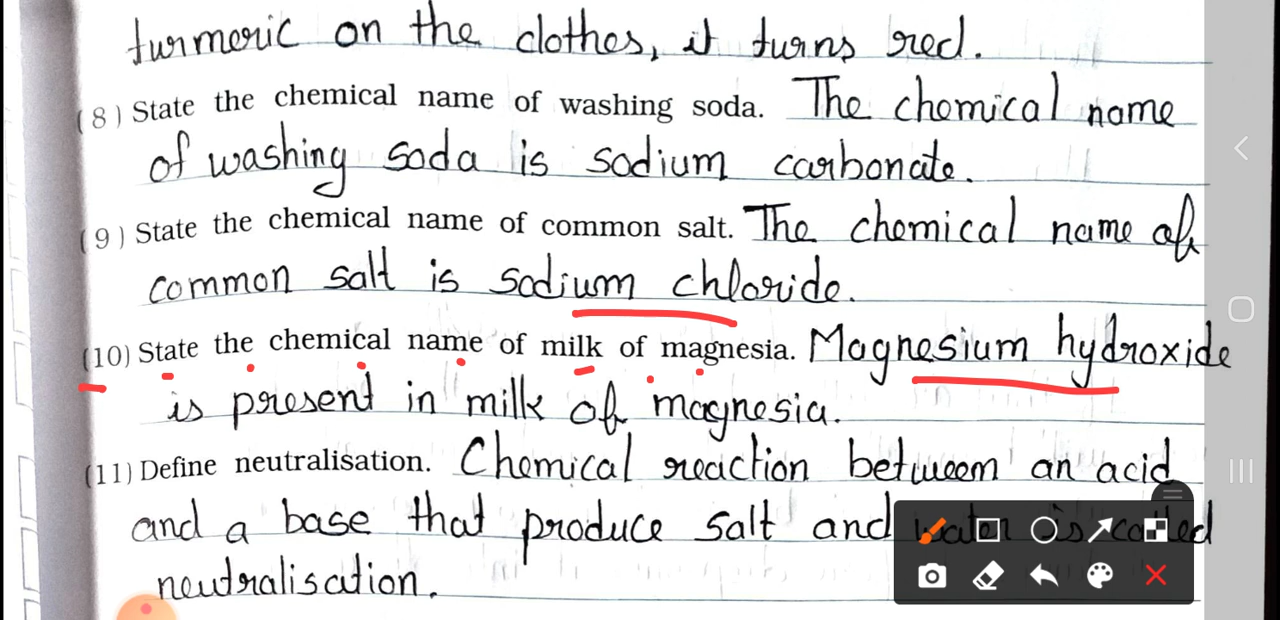 turmeric on the clothes, it turns red.
(8) State the chemical name of washing soda. The chemical name
of washing soda is sodium carbonate.
(9) State the chemical name of common salt. The chemical name of
common salt is sodium chloride.
(10) State the chemical name of milk of magnesia. Magnesium hydroxide
is present in milk of magnesia.
(11) Define neutralisation. Chemical reaction between an acid
and a base that produce salt and water is called
neutralisation.